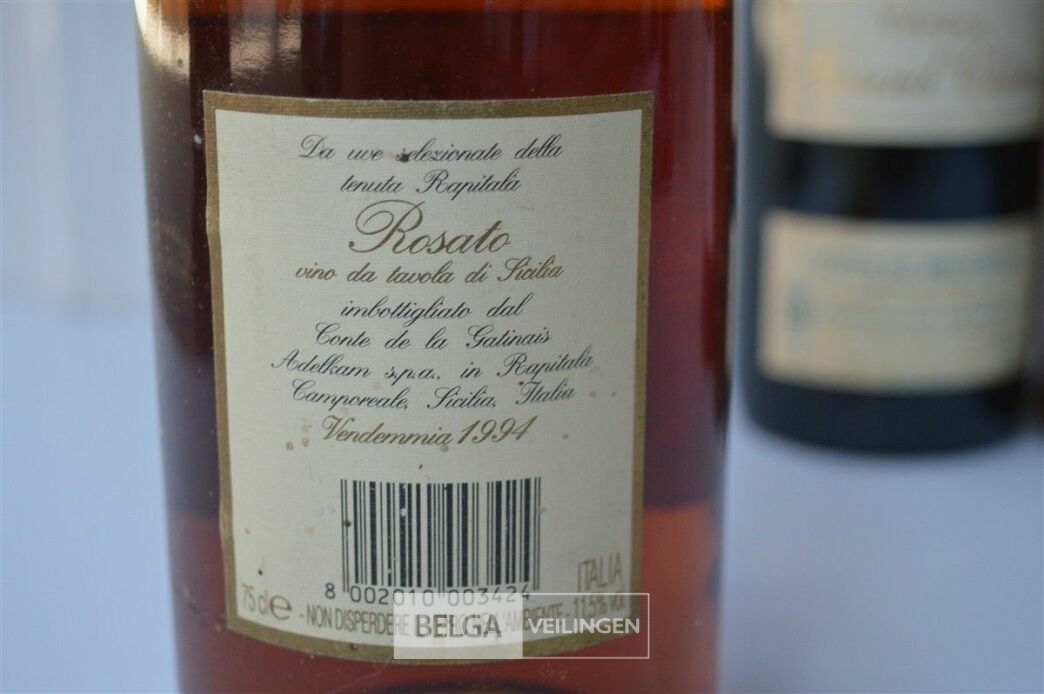 Da uve selezionate della
tenuta Rapitalà
Rosato
vino da tavola di Sicilia
imbottigliato dal
Conte de la Gatinais
Adelkam s.p.a., in Rapitalà
Camporeale, Sicilia, Italia
Vendemmia 1994
8 002010 003424
ITALIA
75 cl e - NON DISPERDERE L'AMBIENTE - 11,5% vol
BELGA VEILINGEN